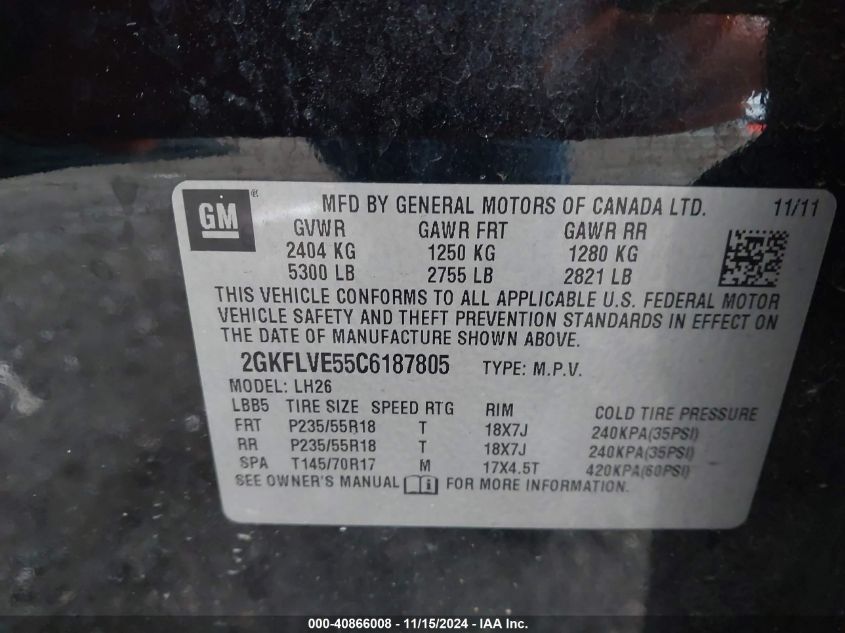 GM ® MFD BY GENERAL MOTORS OF CANADA LTD. 11/11
GVWR GAWR FRT GAWR RR
2404 KG 1250 KG 1280 KG
5300 LB 2755 LB 2821 LB
THIS VEHICLE CONFORMS TO ALL APPLICABLE U.S. FEDERAL MOTOR
VEHICLE SAFETY AND THEFT PREVENTION STANDARDS IN EFFECT ON
THE DATE OF MANUFACTURE SHOWN ABOVE.
2GKFLVE55C6187805 TYPE: M.P.V.
MODEL: LH26
LBB5 TIRE SIZE SPEED RTG RIM COLD TIRE PRESSURE
FRT P235/55R18 T 18X7J 240KPA(35PSI)
RR P235/55R18 T 18X7J 240KPA(35PSI)
SPA T145/70R17 M 17X4.5T 420KPA(60PSI)
SEE OWNER'S MANUAL i FOR MORE INFORMATION.
000-40866008 - 11/15/2024 - IAA Inc.